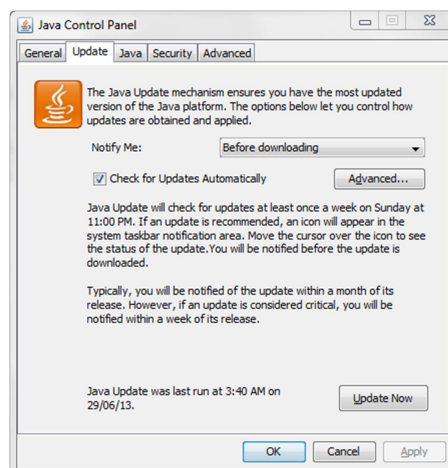 Java Control Panel
General Update Java Security Advanced
The Java Update mechanism ensures you have the most updated
version of the Java platform. The options below let you control how
updates are obtained and applied.
Notify Me: Before downloading
Check for Updates Automatically Advanced...
Java Update will check for updates at least once a week on Sunday at
11:00 PM. If an update is recommended, an icon will appear in the
system taskbar notification area. Move the cursor over the icon to see
the status of the update.You will be notified before the update is
downloaded.
Typically, you will be notified of the update within a month of its
release. However, if an update is considered critical, you will be
notified within a week of its release.
Java Update was last run at 3:40 AM on
29/06/13.
Update Now
OK Cancel Apply